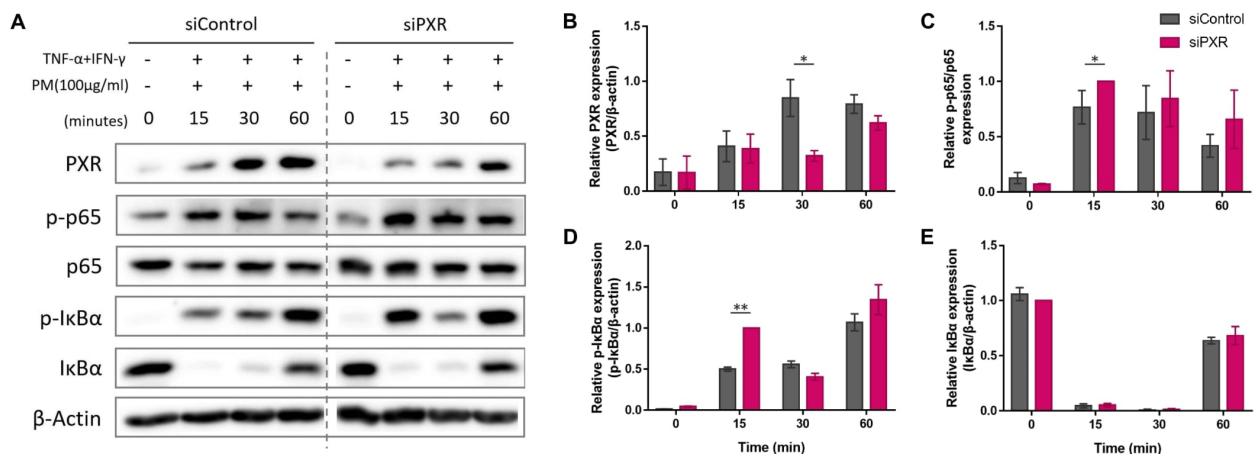 A
siControl siPXR
TNF-α+IFN-γ - + + + - + + +
PM(100μg/ml) - + + + - + + +
(minutes) 0 15 30 60 0 15 30 60
PXR
p-p65
p65
p-IκBα
IκBα
β-Actin
B
Relative PXR expression
(PXR/β-actin)
1.5
1.0
0.5
0.0
*
0 15 30 60
C
siControl
siPXR
Relative p-p65/p65
expression
1.5
1.0
0.5
0.0
*
0 15 30 60
D
Relative p-IκBα expression
(p-IκBα/β-actin)
2.0
1.5
1.0
0.5
0.0
**
0 15 30 60
Time (min)
E
Relative IκBα expression
(IκBα/β-actin)
1.5
1.0
0.5
0.0
0 15 30 60
Time (min)